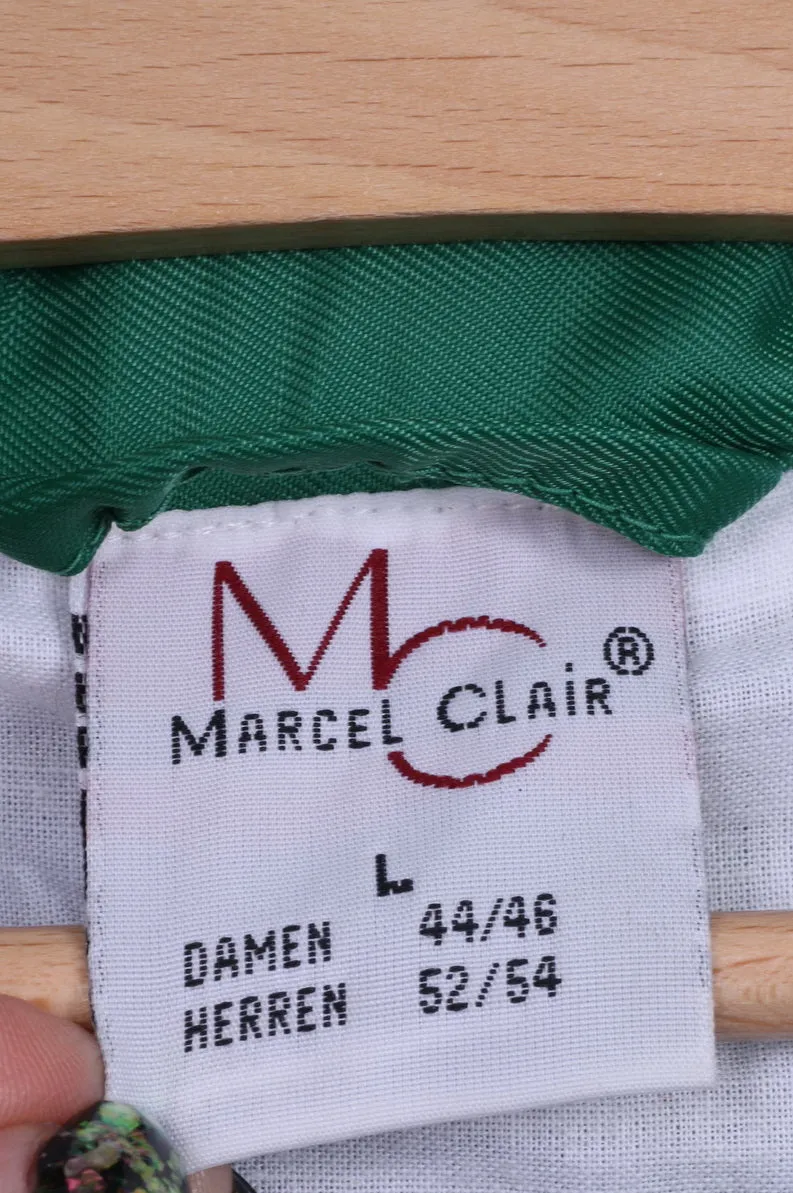 MC
MARCEL CLAIR®
L
DAMEN 44/46
HERREN 52/54